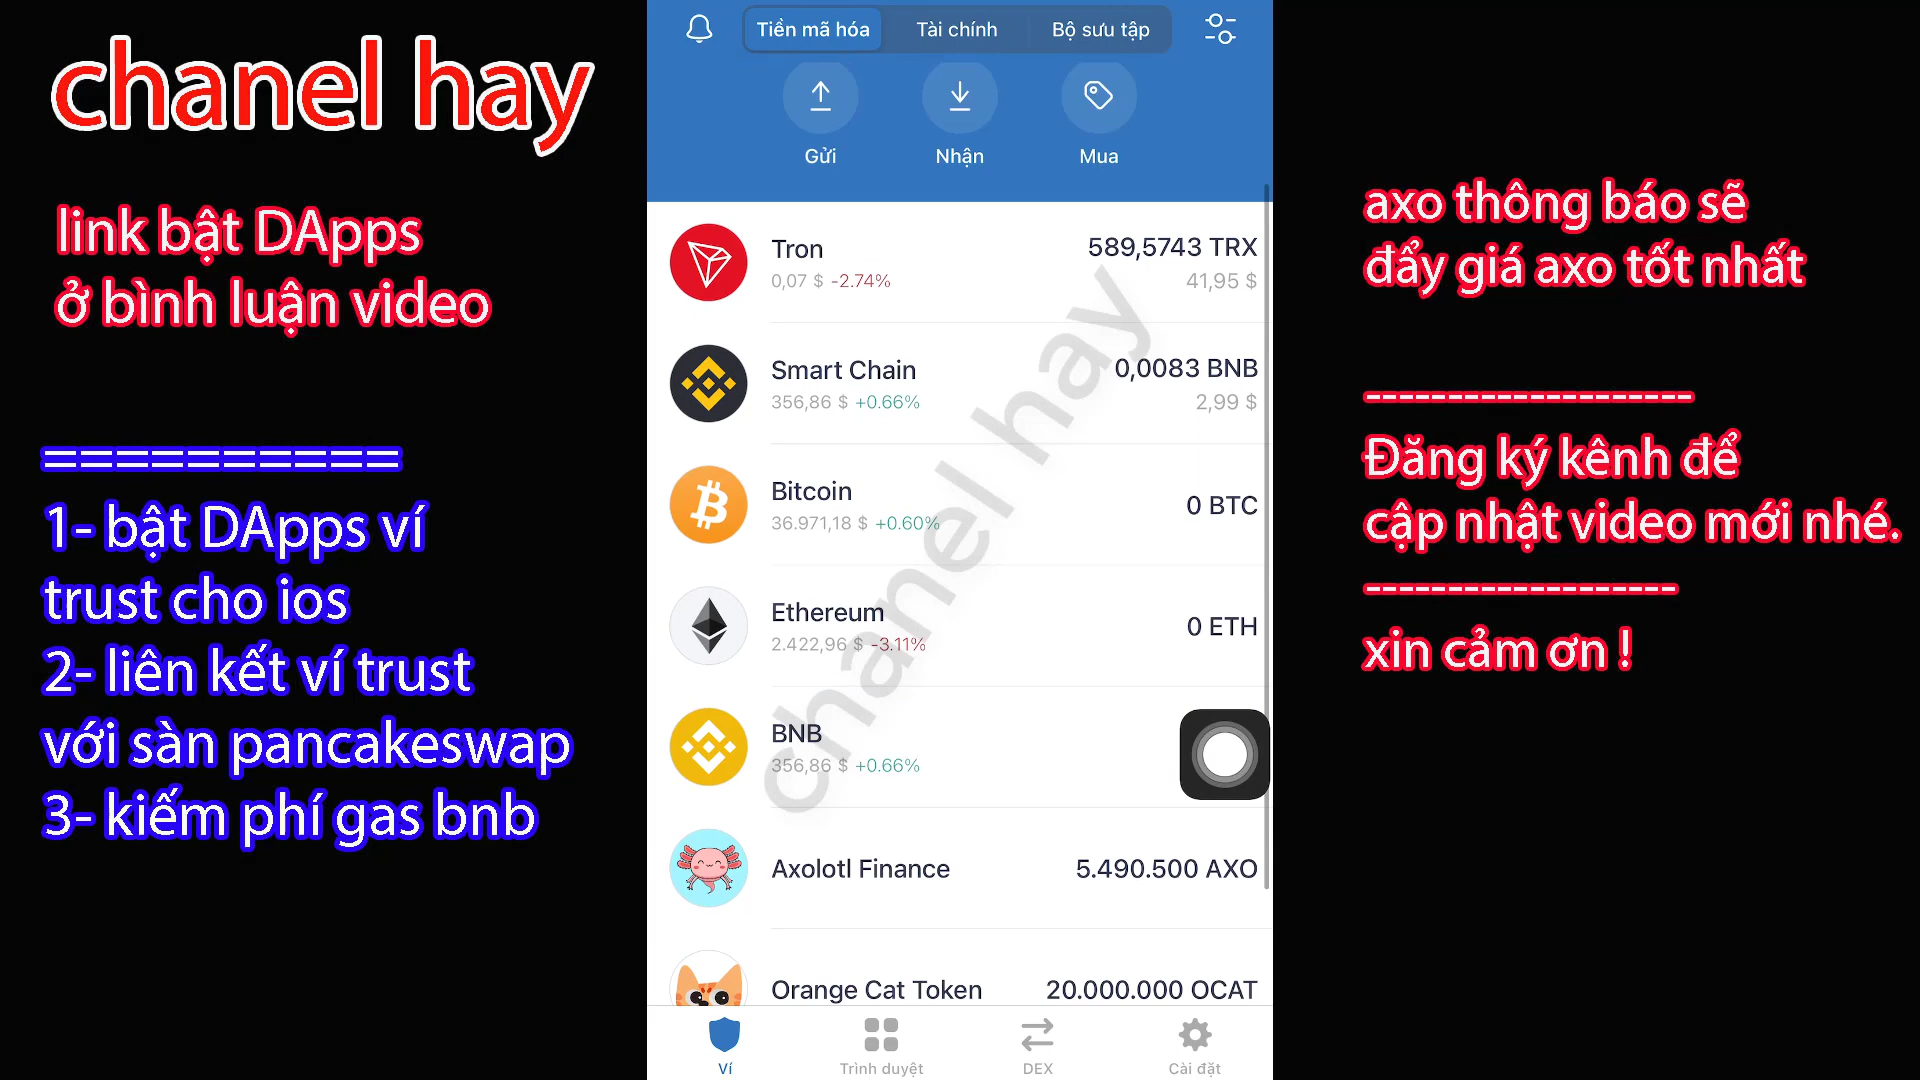 chanel hay
link bật DApps
ở bình luận video
==========
1- bật DApps ví
trust cho ios
2- liên kết ví trust
với sàn pancakeswap
3- kiếm phí gas bnb
Tiền mã hóa
Tài chính
Bộ sưu tập
Gửi
Nhận
Mua
Tron
589,5743 TRX
0,07 $ -2.74%
41,95 $
Smart Chain
0,0083 BNB
356,86 $ +0.66%
2,99 $
Bitcoin
0 BTC
36.971,18 $ +0.60%
Ethereum
0 ETH
2.422,96 $ -3.11%
BNB
356,86 $ +0.66%
Axolotl Finance
5.490.500 AXO
Orange Cat Token
20.000.000 OCAT
chanel hay
Ví
Trình duyệt
DEX
Cài đặt
axo thông báo sẽ
đẩy giá axo tốt nhất
--------------------
Đăng ký kênh để
cập nhật video mới nhé.
-------------------
xin cảm ơn !